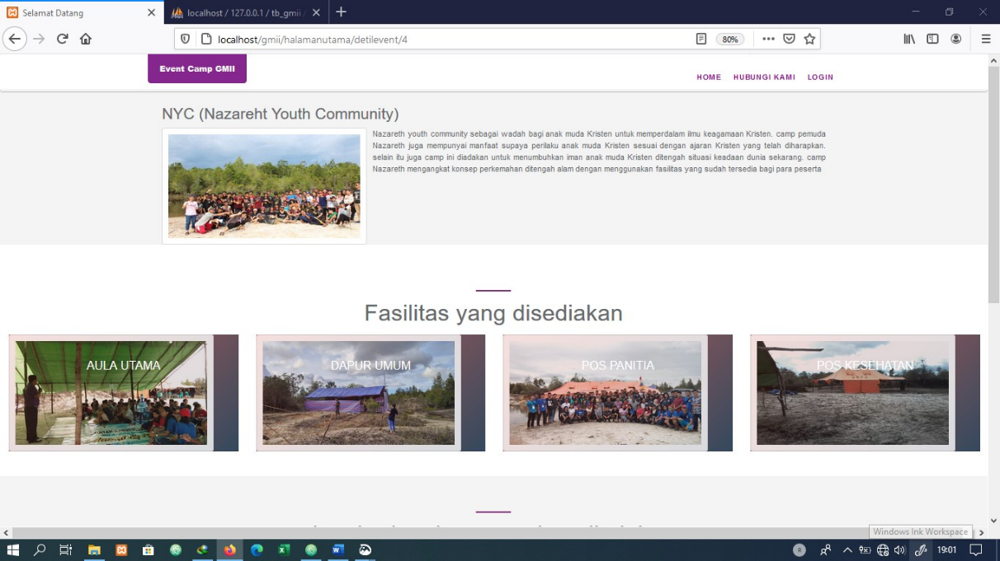 Selamat Datang
localhost / 127.0.0.1 / tb_gmii /
localhost/gmii/halamanutama/detilevent/4
80%
Event Camp GMII
HOME HUBUNGI KAMI LOGIN
NYC (Nazareht Youth Community)
Nazareth youth community sebagai wadah bagi anak muda Kristen untuk memperdalam ilmu keagamaan Kristen. camp pemuda
Nazareth juga mempunyai manfaat supaya perilaku anak muda Kristen sesuai dengan ajaran Kristen yang telah diharapkan.
selain itu juga camp ini diadakan untuk menumbuhkan iman anak muda Kristen ditengah situasi keadaan dunia sekarang. camp
Nazareth mengangkat konsep perkemahan ditengah alam dengan menggunakan fasilitas yang sudah tersedia bagi para peserta
Fasilitas yang disediakan
AULA UTAMA
DAPUR UMUM
POS PANITIA
POS KESEHATAN
Windows Ink Workspace
19:01